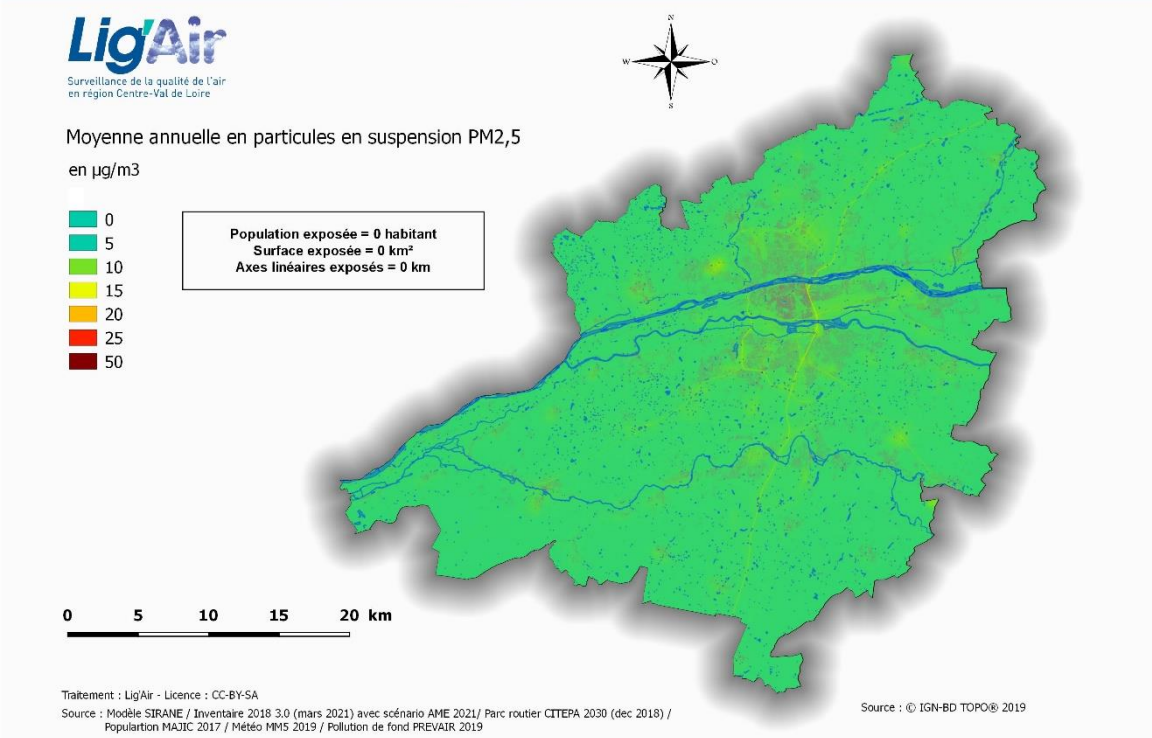 Lig'Air
Surveillance de la qualité de l'air
en région Centre-Val de Loire
N
W O
S
Moyenne annuelle en particules en suspension PM2,5
en µg/m3
0
5
10
15
20
25
50
Population exposée = 0 habitant
Surface exposée = 0 km²
Axes linéaires exposés = 0 km
0 5 10 15 20 km
Traitement : Lig'Air - Licence : CC-BY-SA
Source : Modèle SIRANE / Inventaire 2018 3.0 (mars 2021) avec scénario AME 2021/ Parc routier CITEPA 2030 (dec 2018) /
Populartion MAJIC 2017 / Météo MM5 2019 / Pollution de fond PREVAIR 2019
Source : © IGN-BD TOPO® 2019